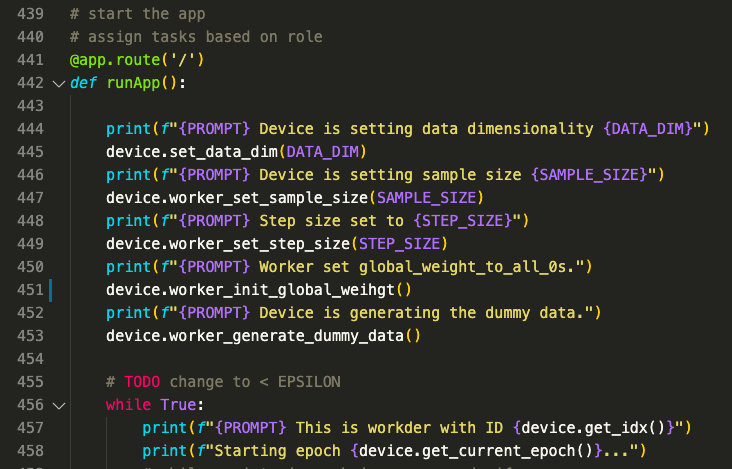 439 # start the app
440 # assign tasks based on role
441 @app.route('/')
442 def runApp():
443
444 print(f"{PROMPT} Device is setting data dimensionality {DATA_DIM}")
445 device.set_data_dim(DATA_DIM)
446 print(f"{PROMPT} Device is setting sample size {SAMPLE_SIZE}")
447 device.worker_set_sample_size(SAMPLE_SIZE)
448 print(f"{PROMPT} Step size set to {STEP_SIZE}")
449 device.worker_set_step_size(STEP_SIZE)
450 print(f"{PROMPT} Worker set global_weight_to_all_0s.")
451 device.worker_init_global_weihgt()
452 print(f"{PROMPT} Device is generating the dummy data.")
453 device.worker_generate_dummy_data()
454
455 # TODO change to < EPSILON
456 while True:
457 print(f"{PROMPT} This is workder with ID {device.get_idx()}")
458 print(f"Starting epoch {device.get_current_epoch()}...")